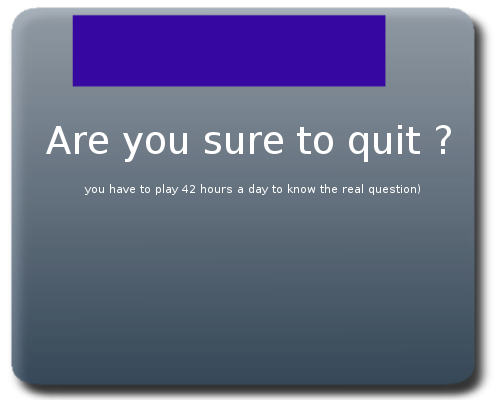 Are you sure to quit ?
you have to play 42 hours a day to know the real question)